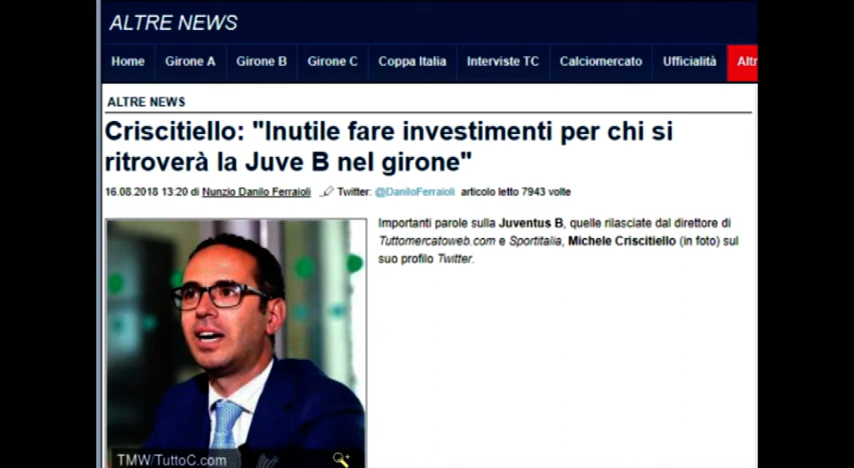 ALTRE NEWS
Home Girone A Girone B Girone C Coppa Italia Interviste TC Calciomercato Ufficialità Altr
ALTRE NEWS
Criscitiello: "Inutile fare investimenti per chi si
ritroverà la Juve B nel girone"
16.08.2018 13:20 di Nunzio Danilo Ferraioli Twitter: @DaniloFerraioli articolo letto 7943 volte
Importanti parole sulla Juventus B, quelle rilasciate dal direttore di
Tuttomercatoweb.com e Sportitalia, Michele Criscitiello (in foto) sul
suo profilo Twitter.
TMW/TuttoC.com